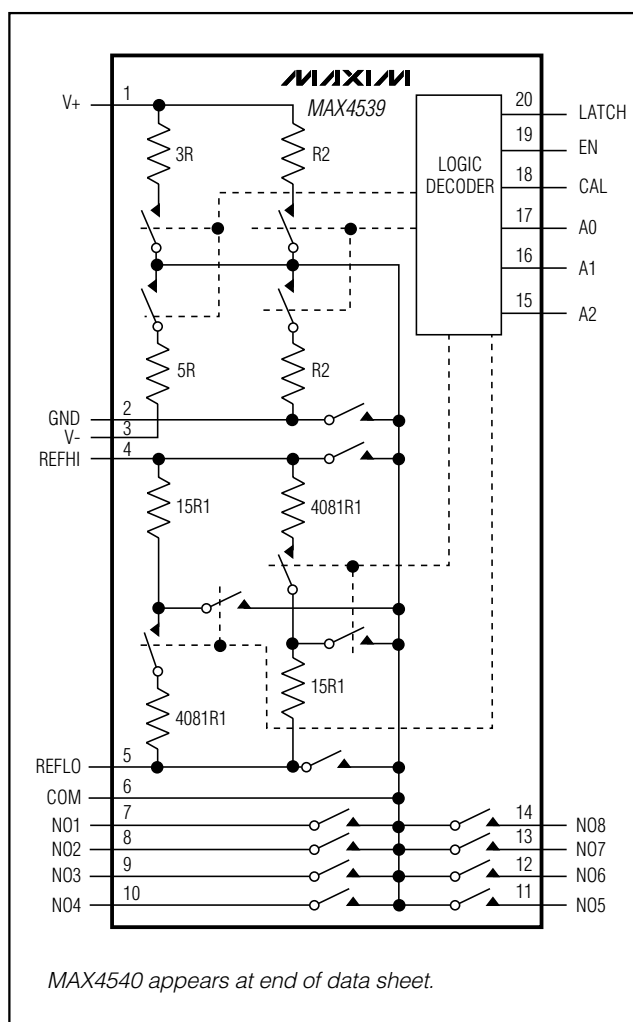 MAXIM
MAX4539
V+ 1
3R
R2
LOGIC
DECODER
20 LATCH
19 EN
18 CAL
17 A0
16 A1
15 A2
5R
R2
GND 2
V- 3
REFHI 4
15R1
4081R1
4081R1
15R1
REFLO 5
COM 6
NO1 7
14 NO8
NO2 8
13 NO7
NO3 9
12 NO6
NO4 10
11 NO5
MAX4540 appears at end of data sheet.